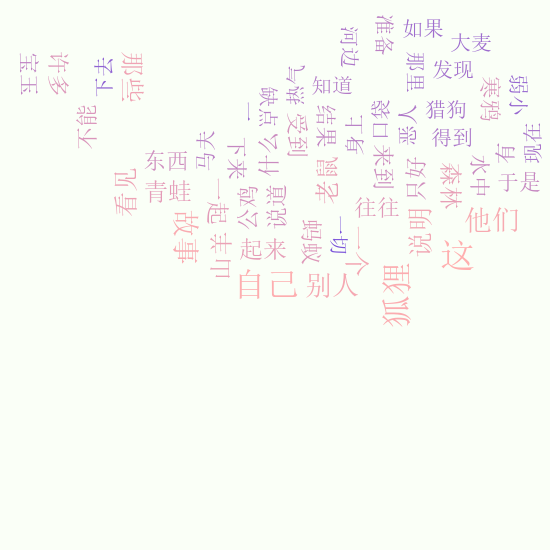 准备
如果
大麦
河边
那里
发现
宝玉
许多
下去
那些
气愤
知道
寒鸦
弱小
缺点
猎狗
不能
一
受到
结果
上身
袋口
恶人
得到
现在
马夫
下来
什么
来到
有
东西
老鼠
只好
水中
于是
看见
青蛙
一起
公鸡
说道
往往
森林
故事
山羊
起来
蚂蚁
一切
一个
说明
他们
这
自己
别人
狐狸